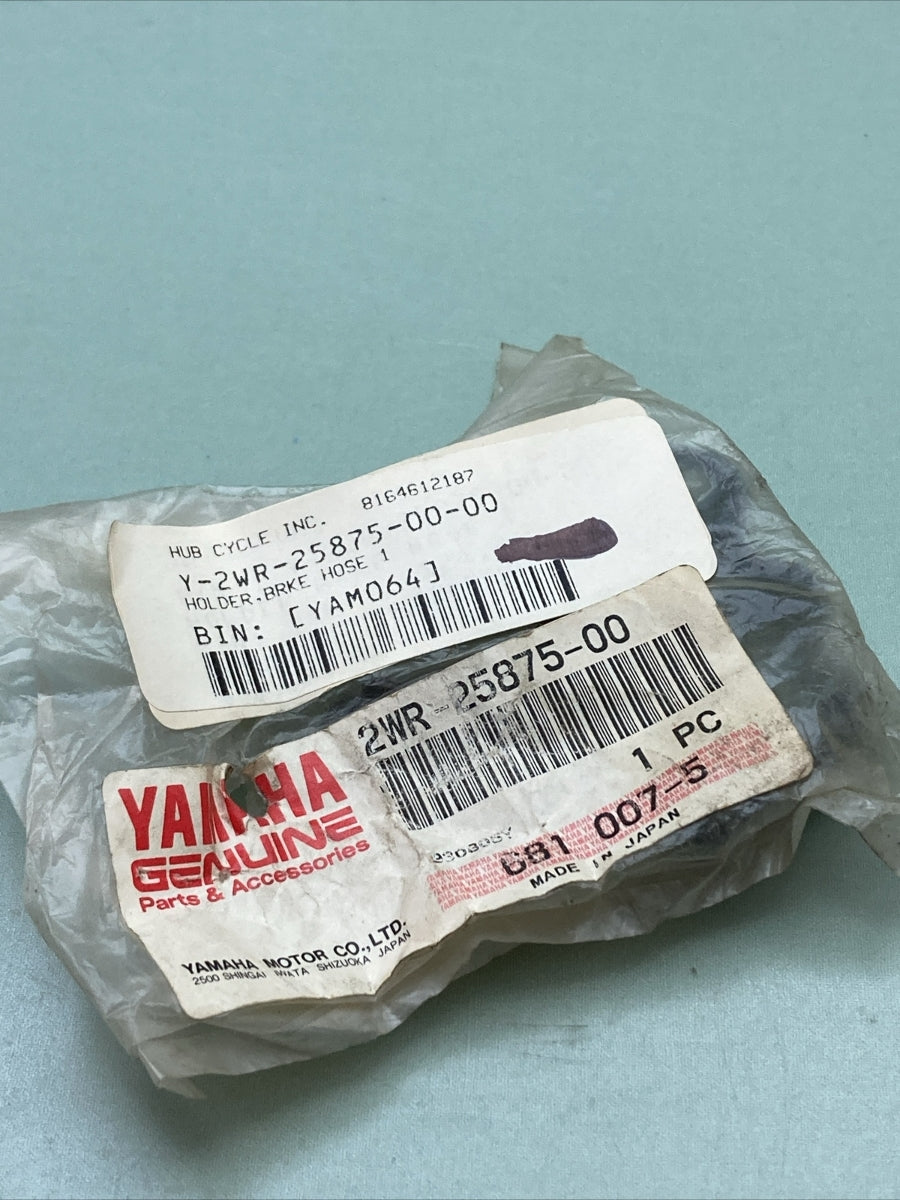 HUB CYCLE INC. 8164612187
Y-2WR-25875-00-00
HOLDER,BRKE HOSE 1
BIN: [YAM064]
2WR-25875-00
1 PC
YAMAHA
GENUINE
Parts & Accessories
007-5
MADE IN JAPAN
YAMAHA MOTOR CO.,LTD.
2500 SHINGAI IWATA SHIZUOKA JAPAN